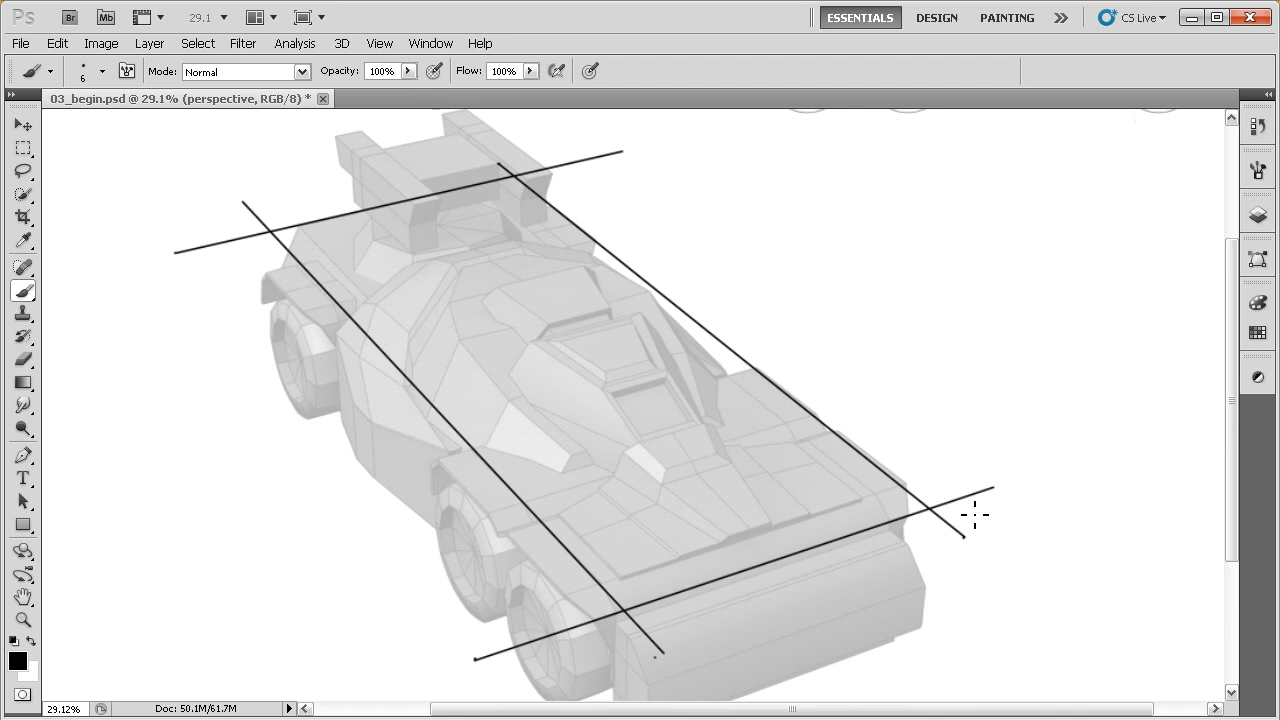 Ps Br Mb 29.1 ESSENTIALS DESIGN PAINTING CS Live
File Edit Image Layer Select Filter Analysis 3D View Window Help
6 Mode: Normal Opacity: 100% Flow: 100%
03_begin.psd @ 29.1% (perspective, RGB/8) *
T
29.12% Doc: 50.1M/61.7M